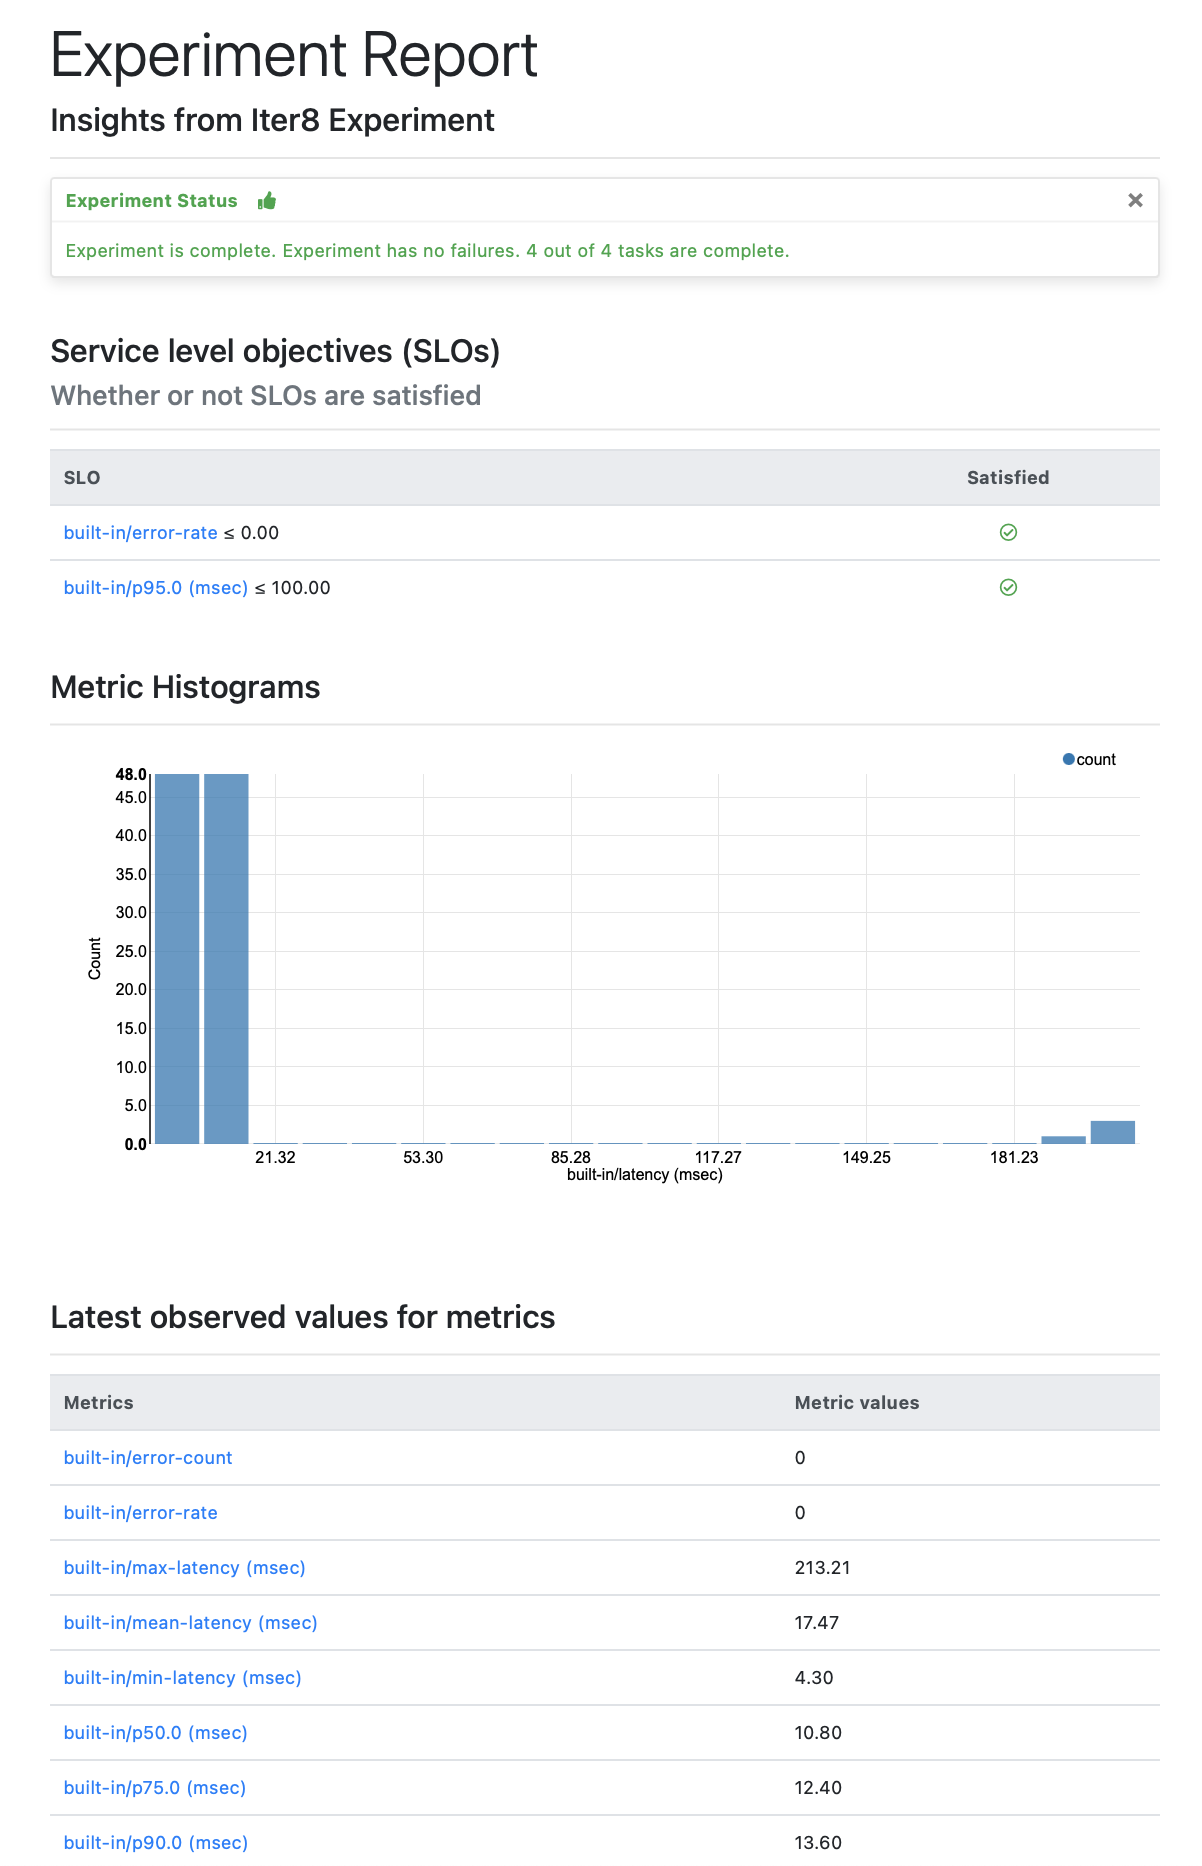 Experiment Report
Insights from Iter8 Experiment
Experiment Status
Experiment is complete. Experiment has no failures. 4 out of 4 tasks are complete.
Service level objectives (SLOs)
Whether or not SLOs are satisfied
SLO Satisfied
built-in/error-rate ≤ 0.00
built-in/p95.0 (msec) ≤ 100.00
Metric Histograms
count
48.0
45.0
40.0
35.0
30.0
25.0
20.0
15.0
10.0
5.0
0.0
Count
21.32 53.30 85.28 117.27 149.25 181.23
built-in/latency (msec)
Latest observed values for metrics
Metrics Metric values
built-in/error-count 0
built-in/error-rate 0
built-in/max-latency (msec) 213.21
built-in/mean-latency (msec) 17.47
built-in/min-latency (msec) 4.30
built-in/p50.0 (msec) 10.80
built-in/p75.0 (msec) 12.40
built-in/p90.0 (msec) 13.60